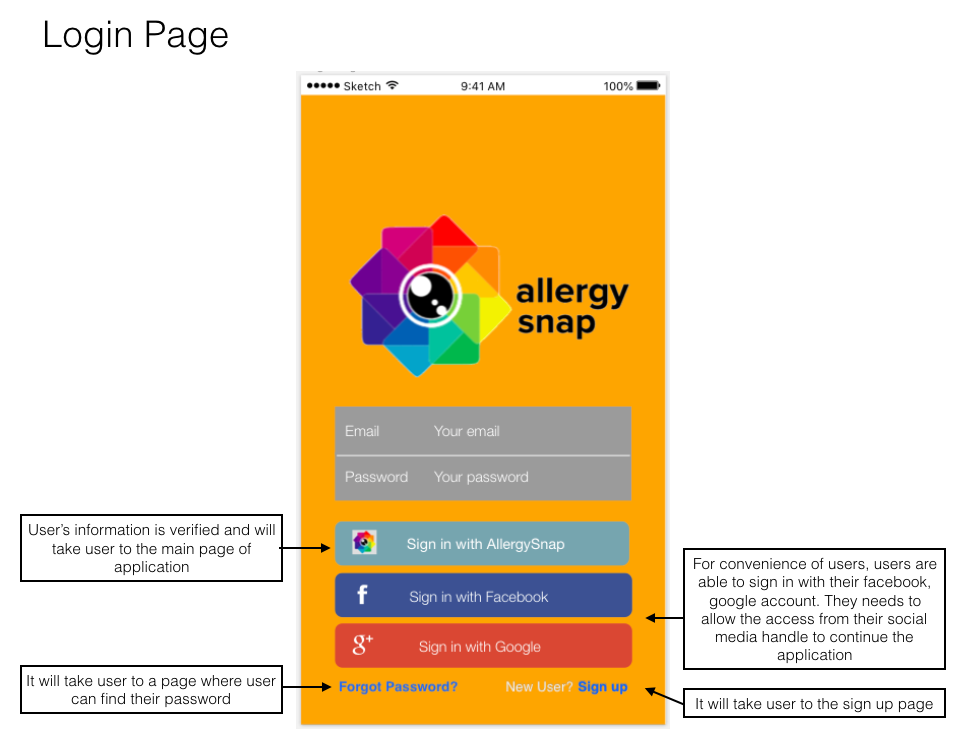 Login Page
Sketch 9:41 AM 100%
allergy
snap
Email Your email
Password Your password
User's information is verified and will
take user to the main page of
application
Sign in with AllergySnap
f Sign in with Facebook
g+ Sign in with Google
For convenience of users, users are
able to sign in with their facebook,
google account. They needs to
allow the access from their social
media handle to continue the
application
It will take user to a page where user
can find their password
Forgot Password? New User? Sign up
It will take user to the sign up page